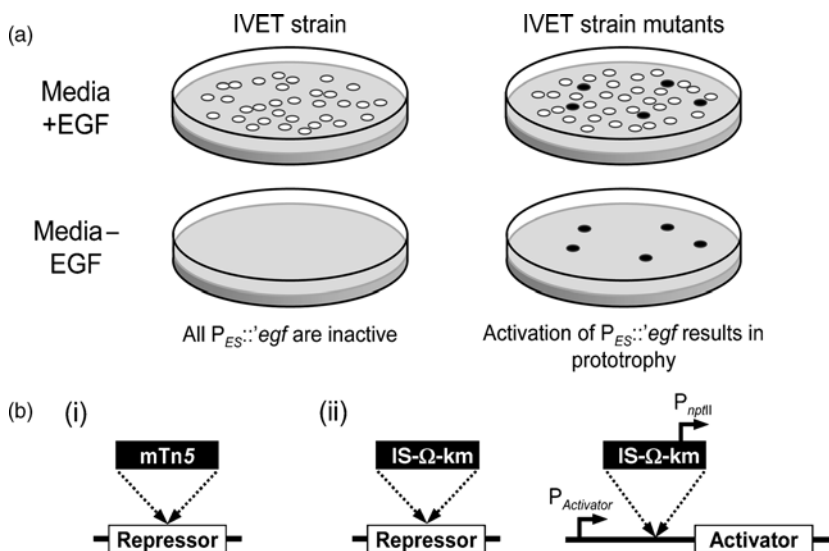 (a)
IVET strain
IVET strain mutants
Media
+EGF
Media–
EGF
All P_ES::'egf are inactive
Activation of P_ES::'egf results in
prototrophy
(b)
(i)
(ii)
P_nptII
mTn5
IS-Ω-km
IS-Ω-km
P_Activator
Repressor
Repressor
Activator